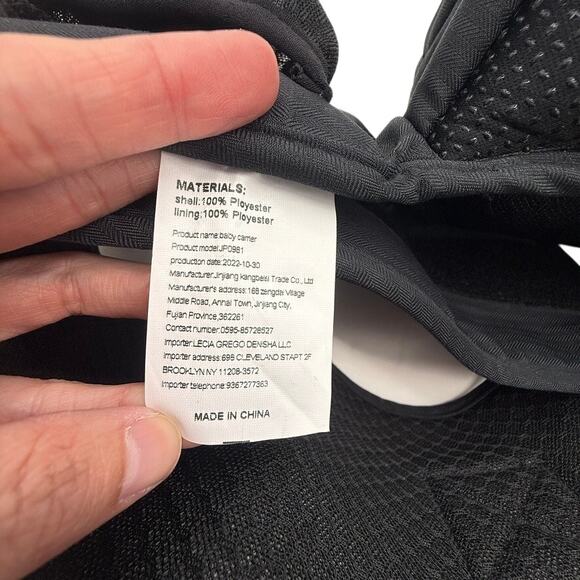 MATERIALS:
shell:100% Ployester
lining:100% Ployester
Product name:baby carrier
Product model:JP0981
production date:2022-10-30
Manufacturer:Jinjiang kangbeisi Trade Co., Ltd
Manufacturer's address:168 zengdai Village
Middle Road, Annai Town, Jinjiang City,
Fujian Province,362261
Contact number:0595-85728527
Importer:LECIA GREGO DENSHA LLC.
Importer address:698 CLEVELAND STAPT 2F
BROOKLYN NY 11208-3572
Importer telephone:9367277363
MADE IN CHINA